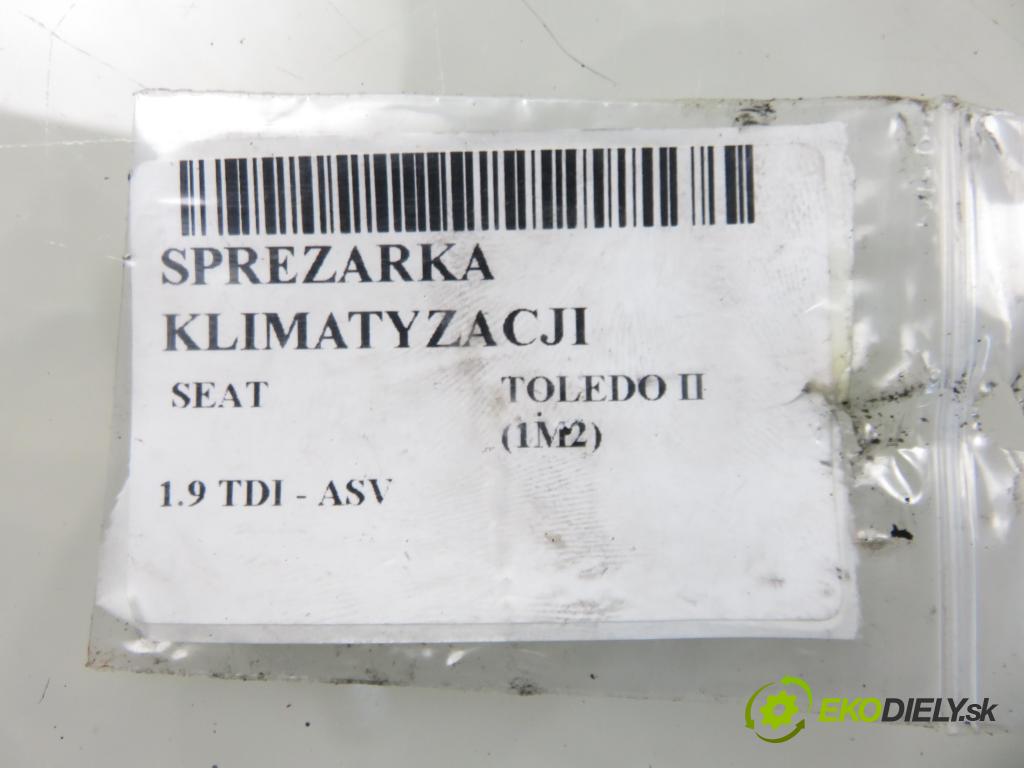 SPREZARKA
KLIMATYZACJI
SEAT TOLEDO II
(1M2)
1.9 TDI - ASV
EKODIELY.sk